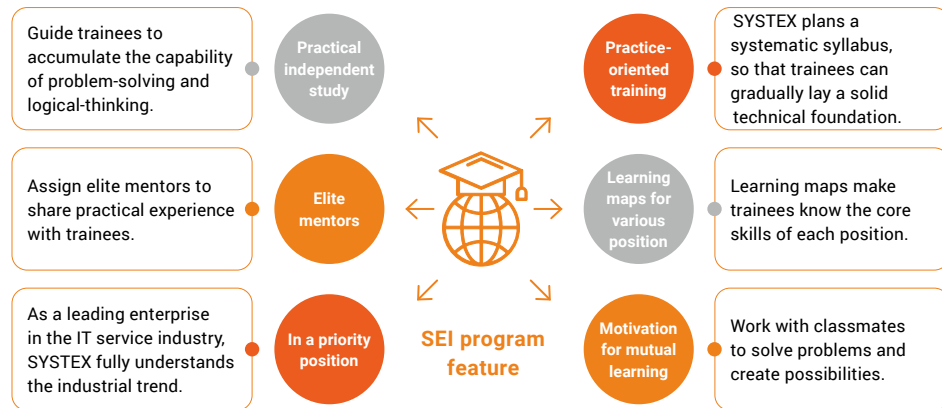 Guide trainees to
accumulate the capability
of problem-solving and
logical-thinking.
Practical
independent
study
Practice-
oriented
training
SYSTEX plans a
systematic syllabus,
so that trainees can
gradually lay a solid
technical foundation.
Assign elite mentors to
share practical experience
with trainees.
Elite
mentors
Learning
maps for
various
position
Learning maps make
trainees know the core
skills of each position.
As a leading enterprise
in the IT service industry,
SYSTEX fully understands
the industrial trend.
In a priority
position
SEI program
feature
Motivation
for mutual
learning
Work with classmates
to solve problems and
create possibilities.